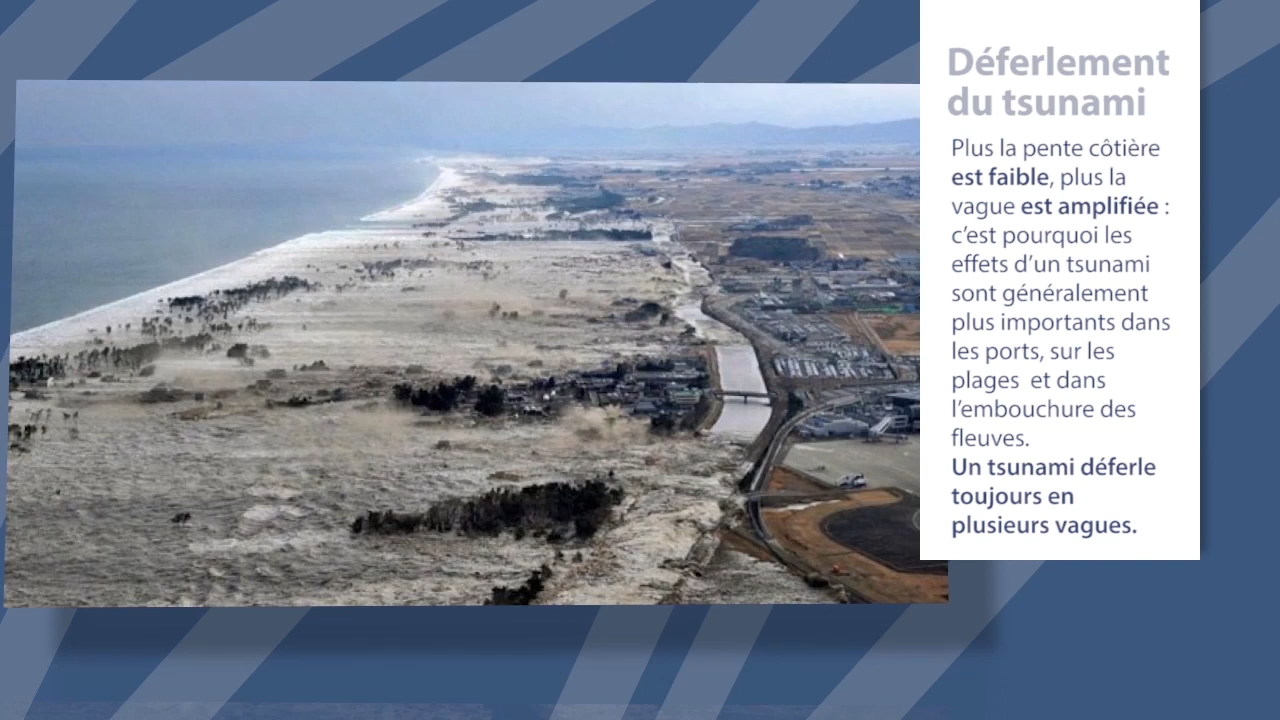 Déferlement
du tsunami
Plus la pente côtière
est faible, plus la
vague est amplifiée :
c’est pourquoi les
effets d’un tsunami
sont généralement
plus importants dans
les ports, sur les
plages  et dans
l’embouchure des
fleuves.
Un tsunami déferle
toujours en
plusieurs vagues.